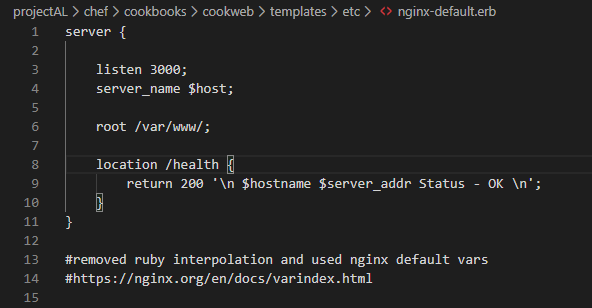 projectAL > chef > cookbooks > cookweb > templates > etc > <> nginx-default.erb
1 server {
2
3 listen 3000;
4 server_name $host;
5
6 root /var/www/;
7
8 location /health {
9 return 200 '\n $hostname $server_addr Status - OK \n';
10 }
11 }
12
13 #removed ruby interpolation and used nginx default vars
14 #https://nginx.org/en/docs/varindex.html
15